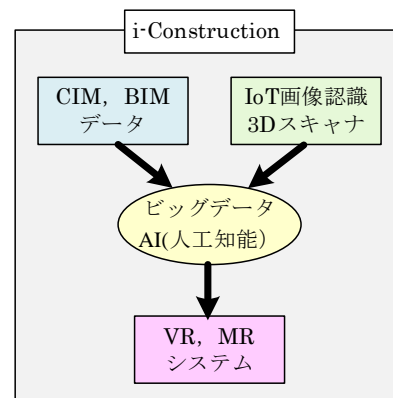 i-Construction
CIM，BIM
データ
IoT画像認識
3Dスキャナ
ビッグデータ
AI(人工知能）
VR，MR
システム